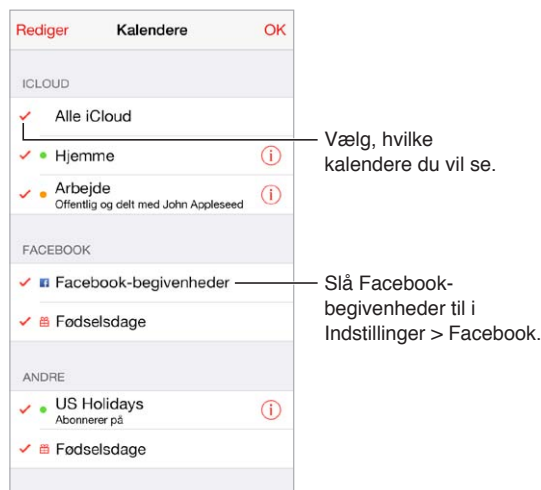 Rediger Kalendere OK
ICLOUD
Alle iCloud
Hjemme
Arbejde
Offentlig og delt med John Appleseed
FACEBOOK
Facebook-begivenheder
Fødselsdage
ANDRE
US Holidays
Abonnerer på
Fødselsdage
Vælg, hvilke
kalendere du vil se.
Slå Facebook-
begivenheder til i
Indstillinger > Facebook.